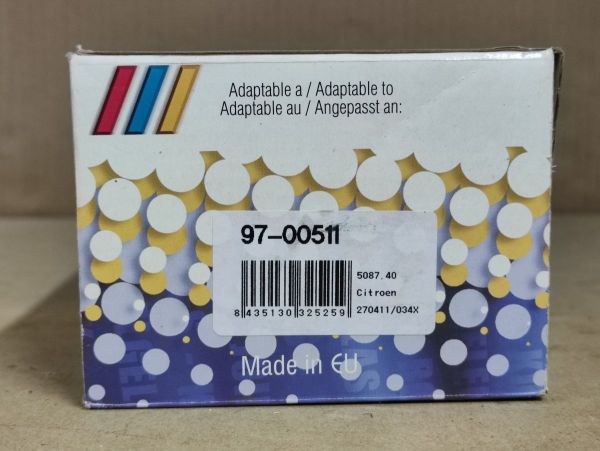 Adaptable a / Adaptable to
Adaptable au / Angepasst an:
97-00511
5087.40
Citroen
8 435130 325259
270411/034X
Made in EU